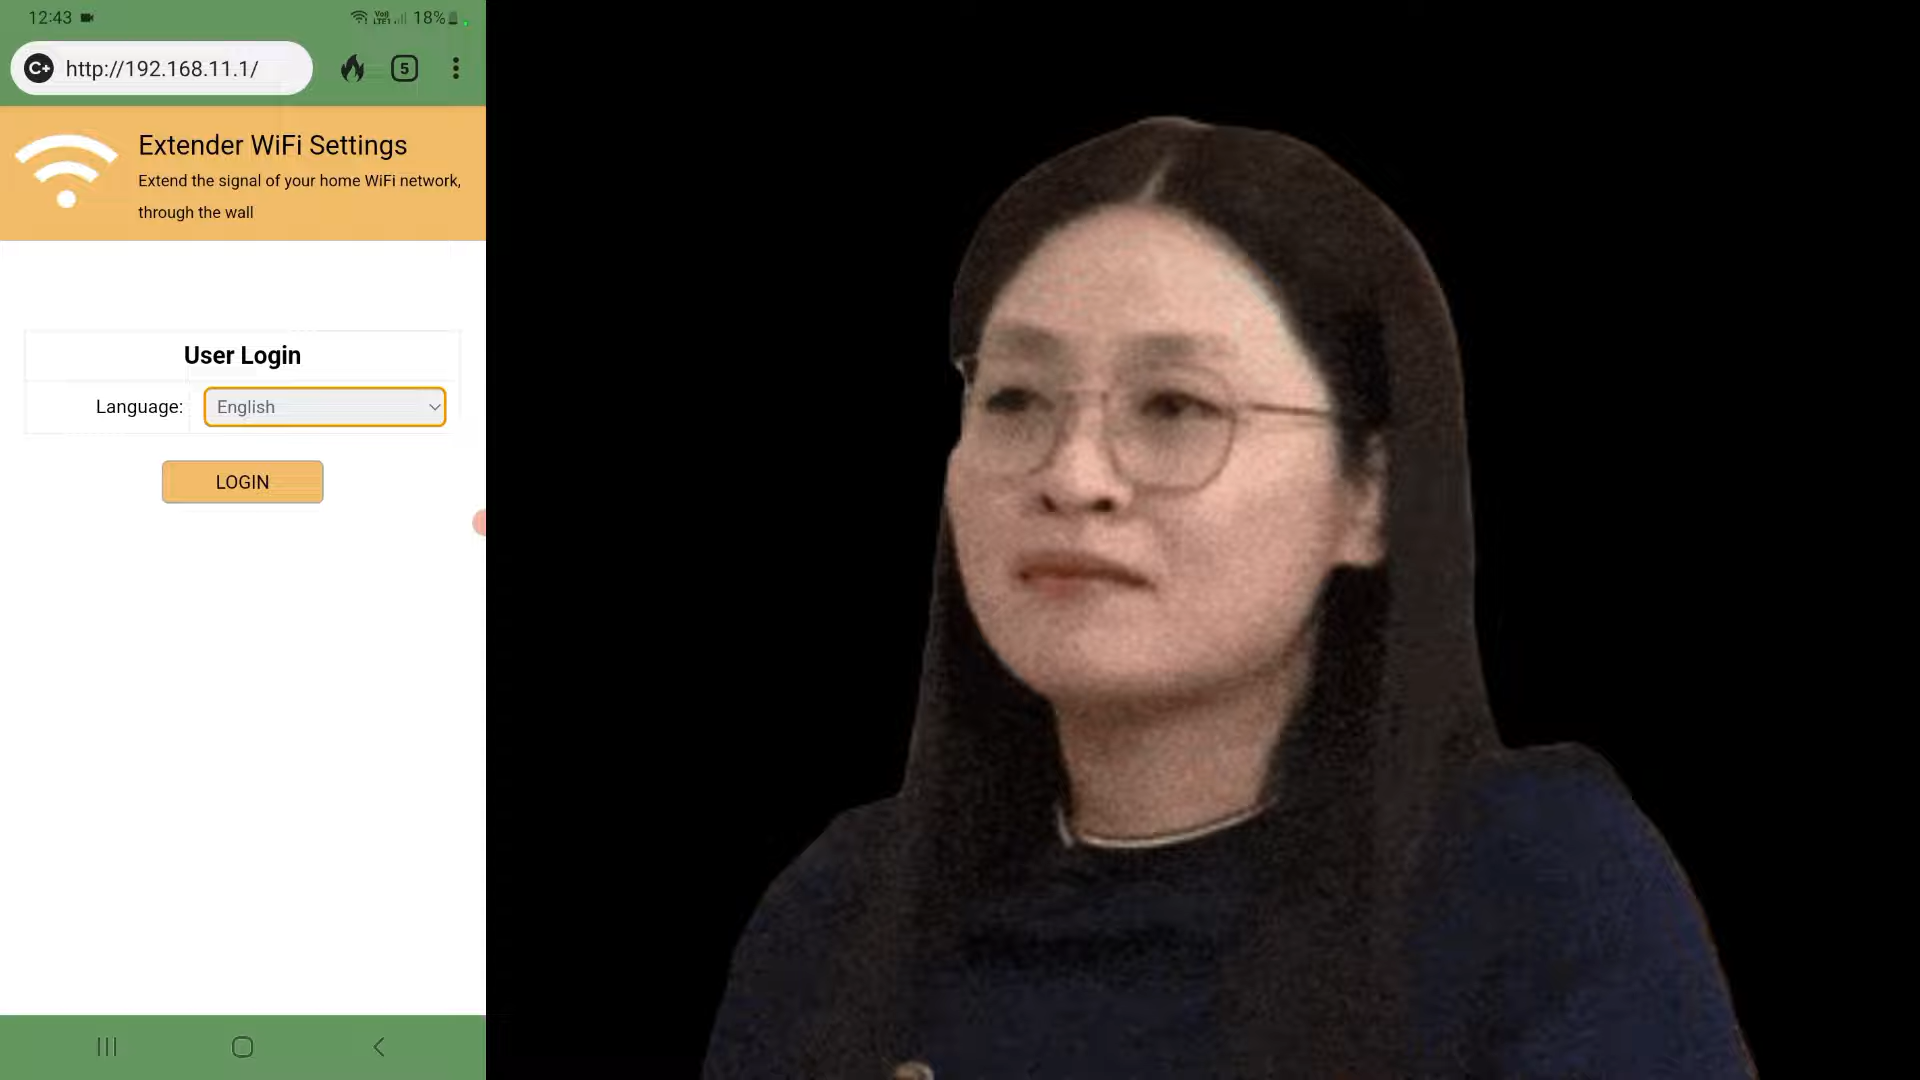 12:43
18%
http://192.168.11.1/
5
Extender WiFi Settings
Extend the signal of your home WiFi network,
through the wall
User Login
Language: English
LOGIN